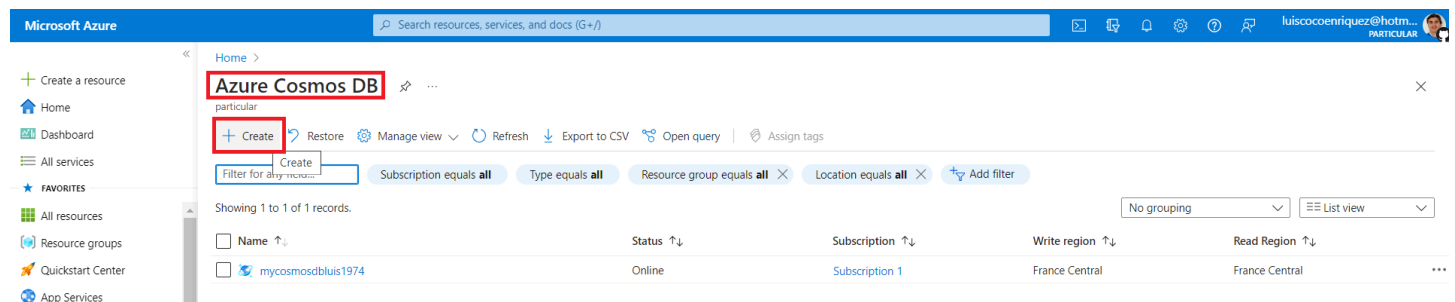 Microsoft Azure
Search resources, services, and docs (G+/)
luiscocoenriquez@hotm...
PARTICULAR
Create a resource
Home
Dashboard
All services
FAVORITES
All resources
Resource groups
Quickstart Center
App Services
Home >
Azure Cosmos DB
particular
Create Restore Manage view Refresh Export to CSV Open query Assign tags
Create
Filter for any field... Subscription equals all Type equals all Resource group equals all Location equals all Add filter
Showing 1 to 1 of 1 records.
No grouping List view
Name Status Subscription Write region Read Region
mycosmosdbluis1974 Online Subscription 1 France Central France Central